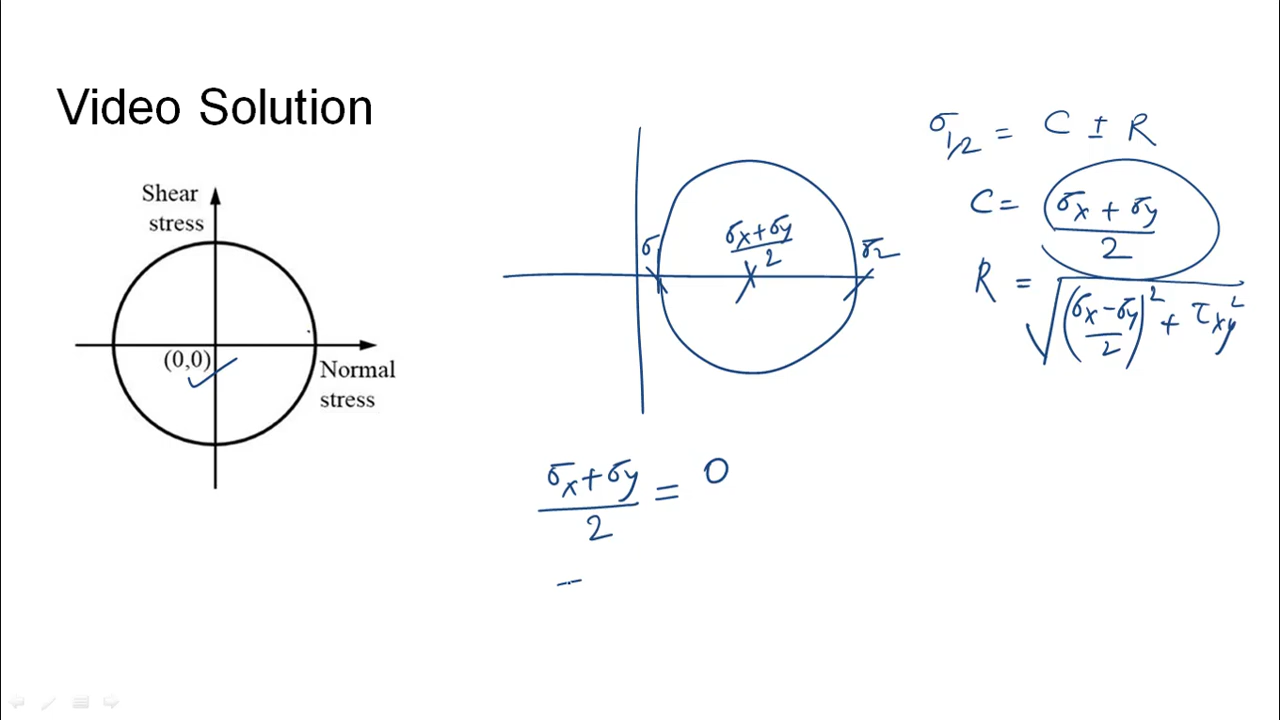 Video Solution
Shear
stress
(0,0)
Normal
stress
σ
σx+σy
2
σ2
σ1/2 = C ± R
C = σx + σy
2
R = √((σx−σy/2)² + τxy²)
σx+σy = 0
2